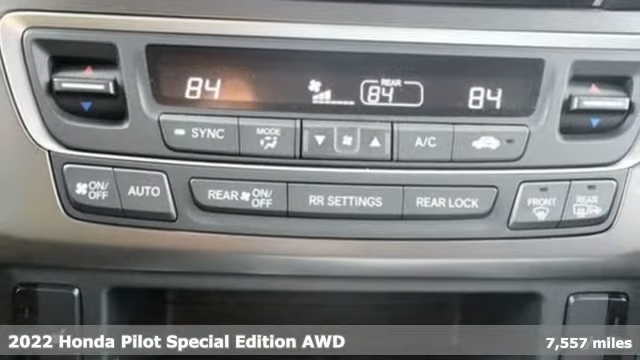 REAR
84 84 84
SYNC MODE A/C
ON/OFF AUTO REAR ON/OFF RR SETTINGS REAR LOCK FRONT REAR
2022 Honda Pilot Special Edition AWD 7,557 miles